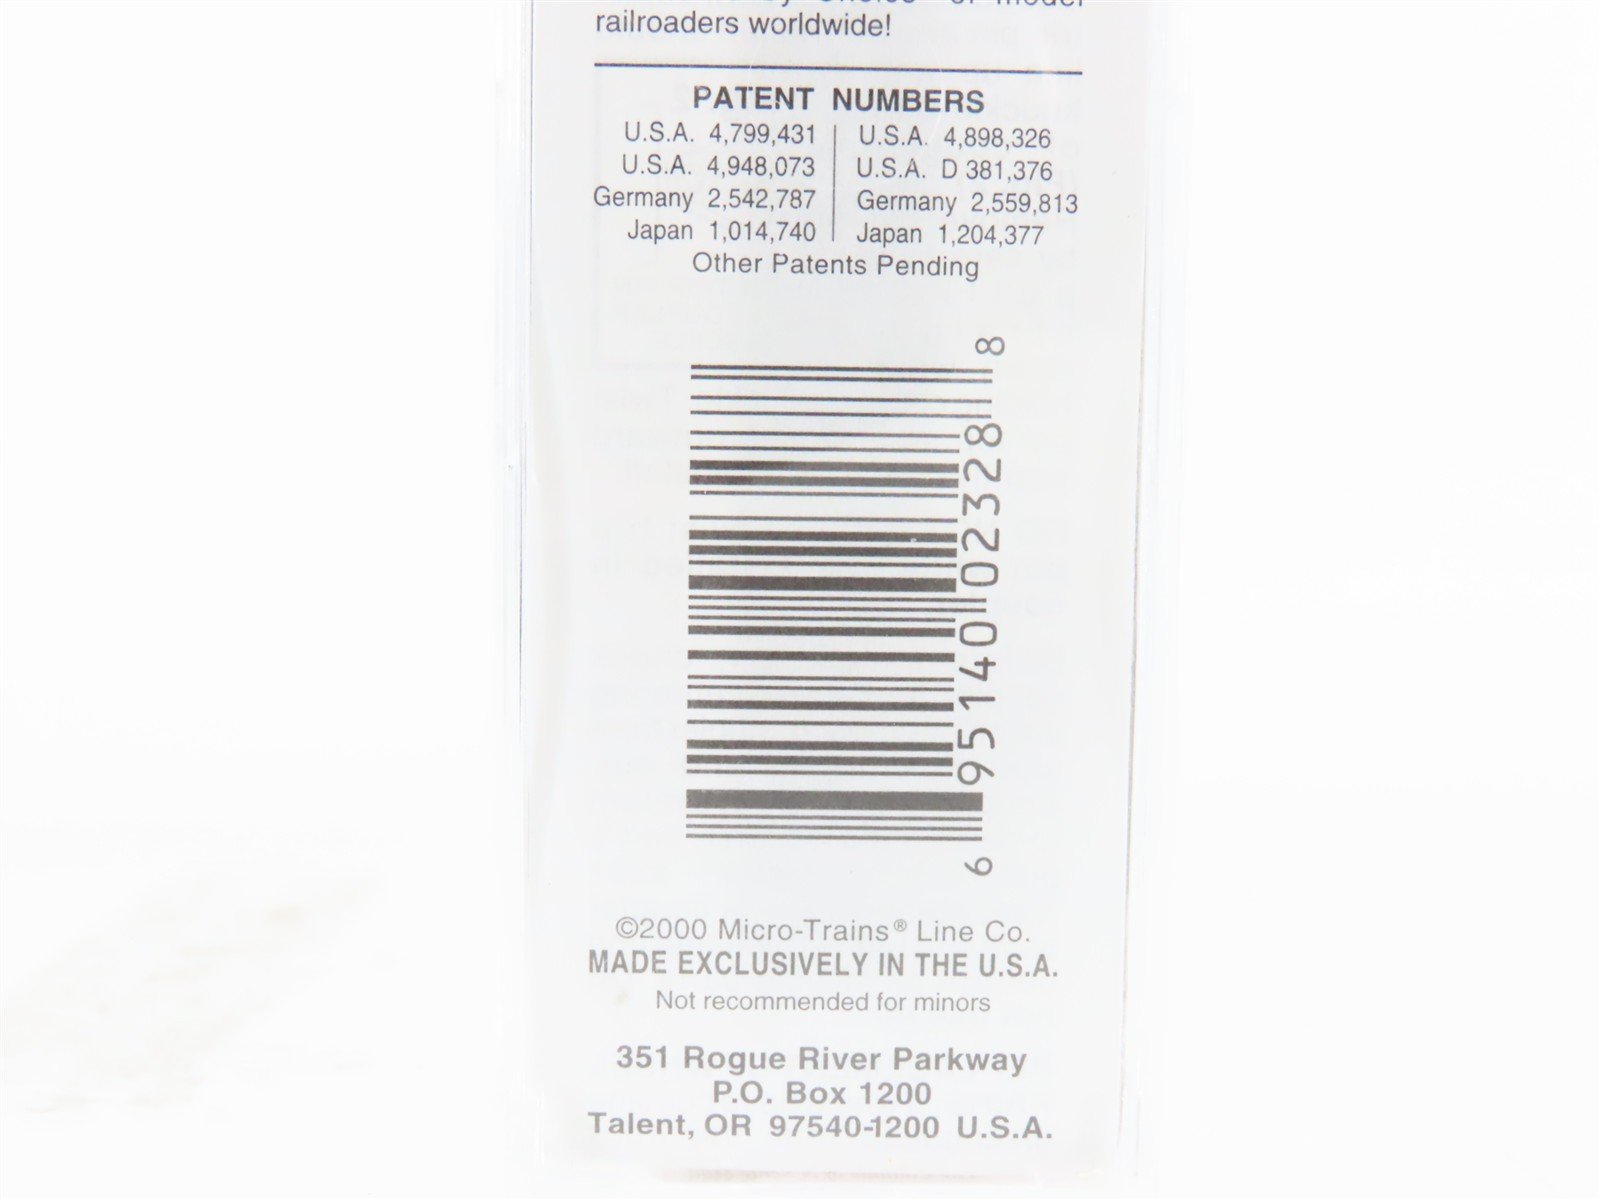 of model
railroaders worldwide!
PATENT NUMBERS
U.S.A. 4,799,431 | U.S.A. 4,898,326
U.S.A. 4,948,073 | U.S.A. D 381,376
Germany 2,542,787 | Germany 2,559,813
Japan 1,014,740 | Japan 1,204,377
Other Patents Pending
6 95140 02328 8
©2000 Micro-Trains® Line Co.
MADE EXCLUSIVELY IN THE U.S.A.
Not recommended for minors
351 Rogue River Parkway
P.O. Box 1200
Talent, OR 97540-1200 U.S.A.